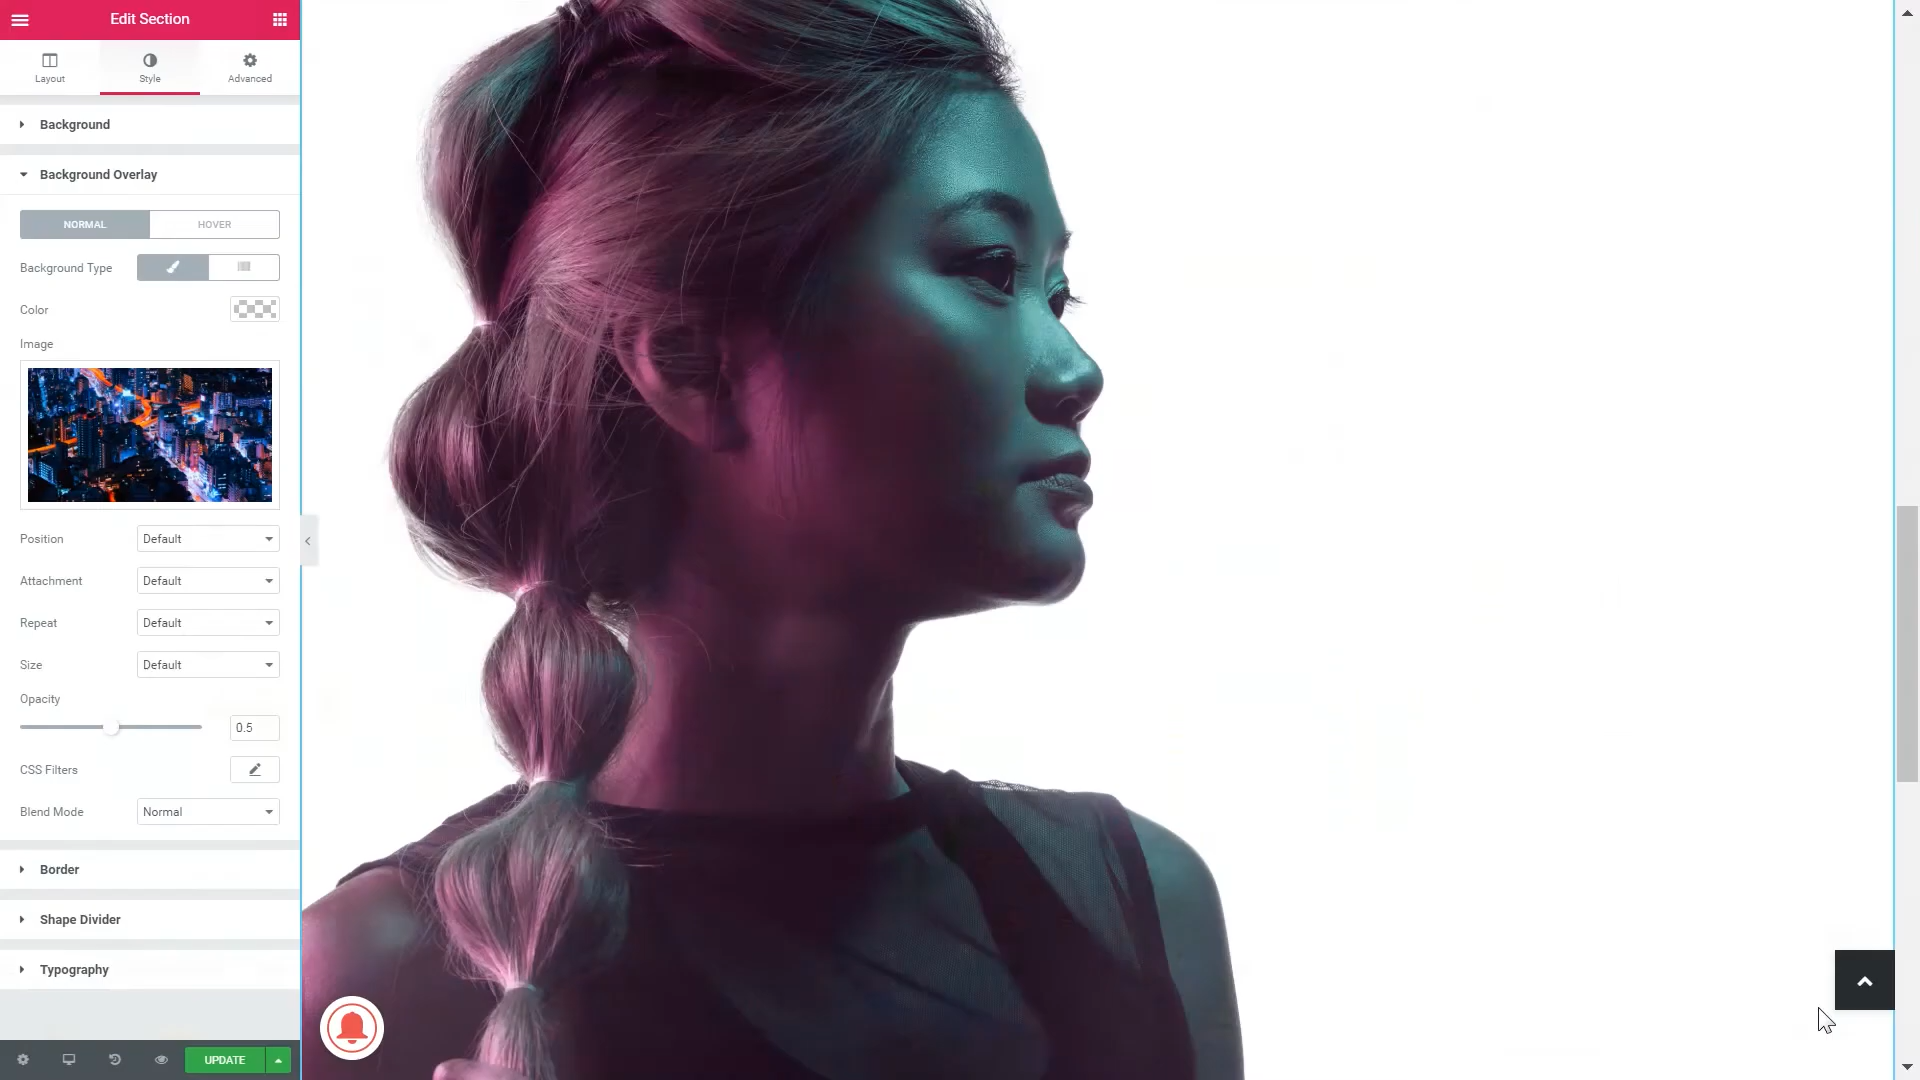 Edit Section
Layout
Style
Advanced
Background
Background Overlay
NORMAL
HOVER
Background Type
Color
Image
Position
Default
Attachment
Default
Repeat
Default
Size
Default
Opacity
0.5
CSS Filters
Blend Mode
Normal
Border
Shape Divider
Typography
UPDATE